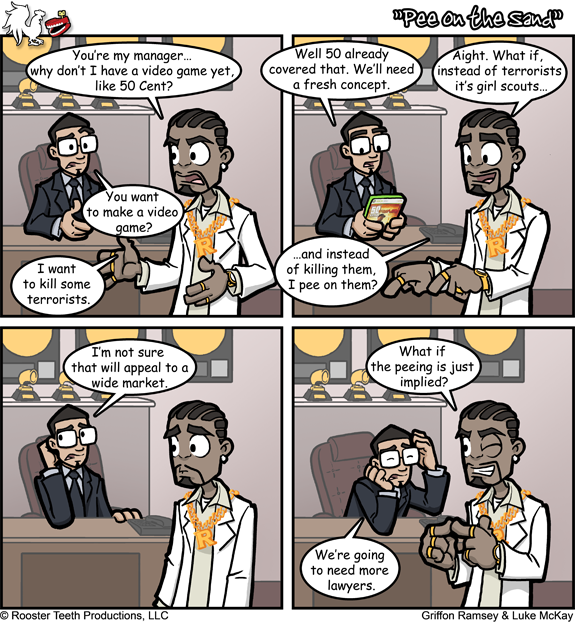 "Pee on the Sand"
You're my manager...
why don't I have a video game yet,
like 50 Cent?
You want
to make a video
game?
I want
to kill some
terrorists.
Well 50 already
covered that. We'll need
a fresh concept.
Aight. What if,
instead of terrorists
it's girl scouts...
50
...and instead
of killing them,
I pee on them?
R
R
I'm not sure
that will appeal to a
wide market.
R
What if
the peeing is just
implied?
We're going
to need more
lawyers.
R
© Rooster Teeth Productions, LLC
Griffon Ramsey & Luke McKay